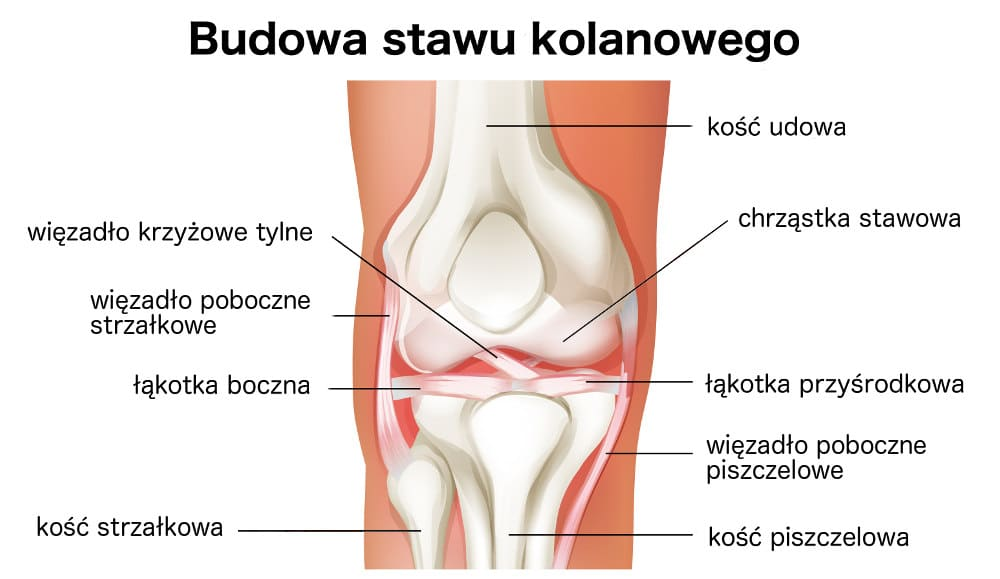 Budowa stawu kolanowego
kość udowa
chrząstka stawowa
więzadło krzyżowe tylne
więzadło poboczne
strzałkowe
łąkotka boczna
łąkotka przyśrodkowa
więzadło poboczne
piszczelowe
kość strzałkowa
kość piszczelowa